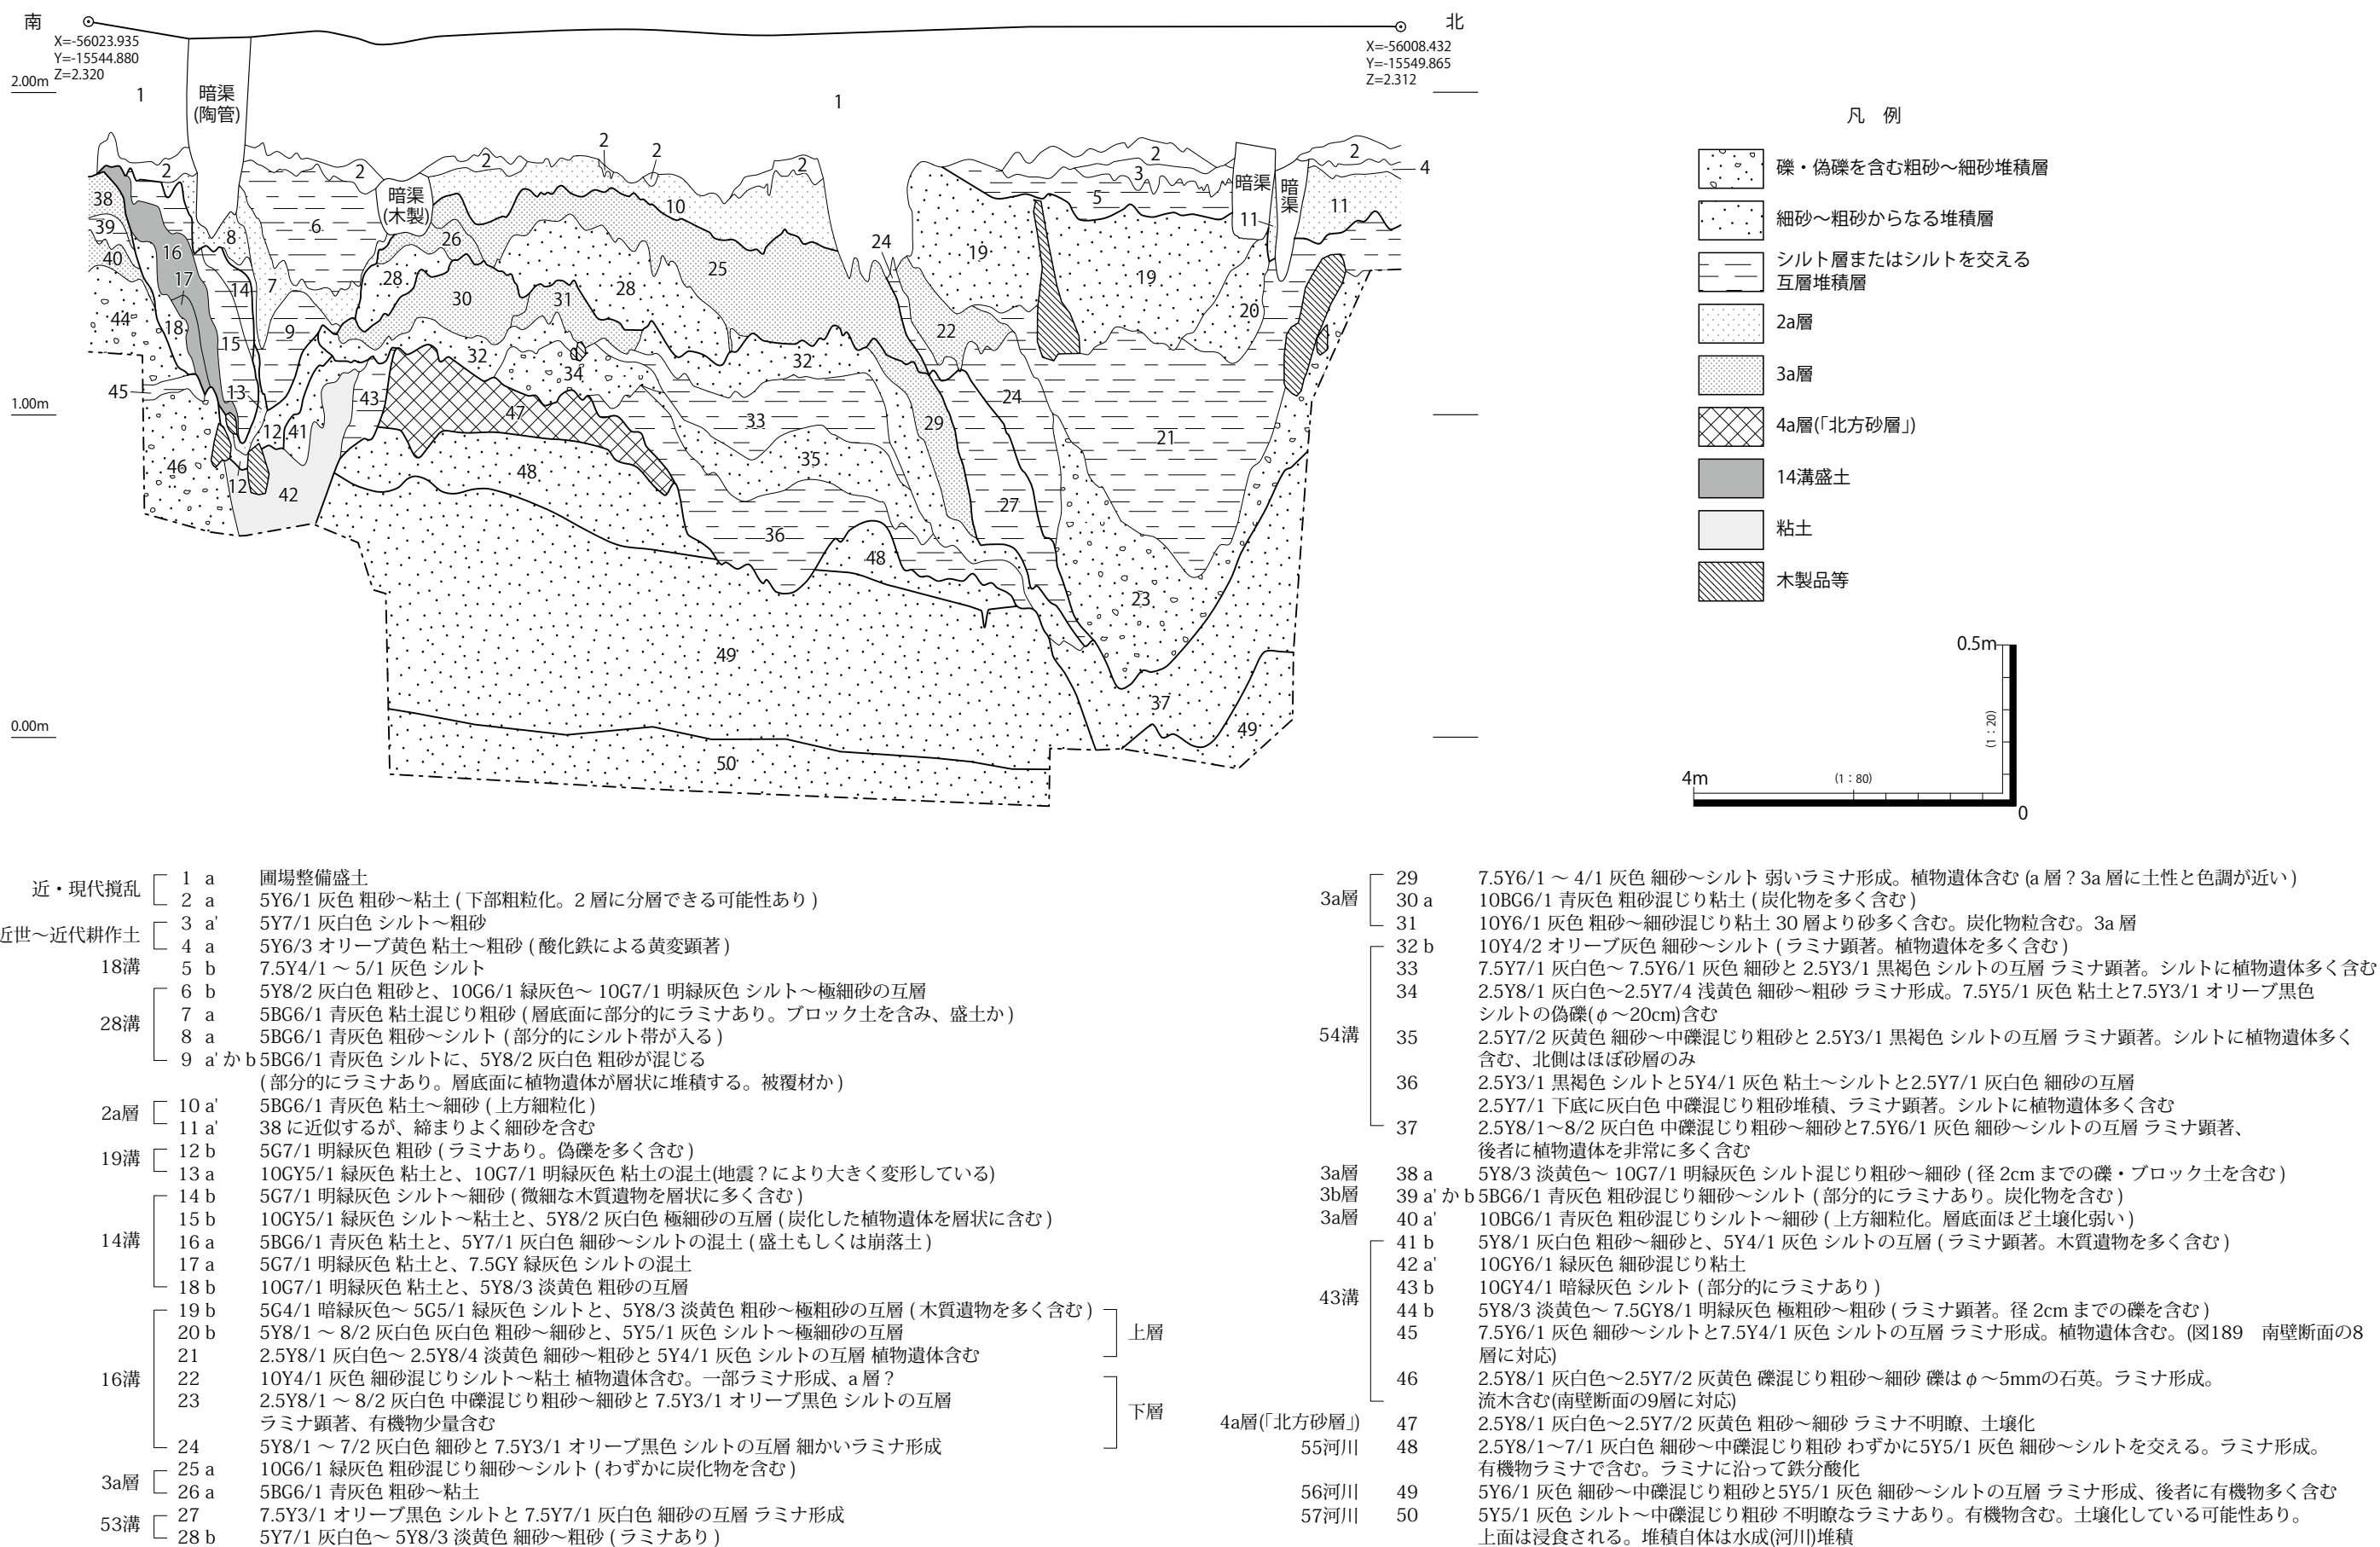 南
北
X=-56023.935
Y=-15544.880
Z=2.320
X=-56008.432
Y=-15549.865
Z=2.312
2.00m
1.00m
0.00m
暗渠
(陶管)
暗渠
(木製)
暗渠
暗渠
1
1
2
2
2
2
2
2
2
2
3
4
5
6
7
8
9
10
11
11
12
12
13
14
15
16
17
18
19
19
20
21
22
23
24
24
25
26
27
28
28
29
30
31
32
32
33
34
35
36
37
38
39
40
41
42
43
44
45
46
47
48
48
49
49
50
凡 例
礫・偽礫を含む粗砂～細砂堆積層
細砂～粗砂からなる堆積層
シルト層またはシルトを交える
互層堆積層
2a層
3a層
4a層(「北方砂層」)
14溝盛土
粘土
木製品等
0.5m
(1：20)
4m
(1：80)
0
近・現代撹乱
1 a 圃場整備盛土
2 a 5Y6/1 灰色 粗砂～粘土 ( 下部粗粒化。2 層に分層できる可能性あり )
近世～近代耕作土
3 a' 5Y7/1 灰白色 シルト～粗砂
4 a 5Y6/3 オリーブ黄色 粘土～粗砂 ( 酸化鉄による黄変顕著 )
18溝
5 b 7.5Y4/1 ～ 5/1 灰色 シルト
28溝
6 b 5Y8/2 灰白色 粗砂と、10G6/1 緑灰色～ 10G7/1 明緑灰色 シルト～極細砂の互層
7 a 5BG6/1 青灰色 粘土混じり粗砂 ( 層底面に部分的にラミナあり。ブロック土を含み、盛土か )
8 a 5BG6/1 青灰色 粗砂～シルト ( 部分的にシルト帯が入る )
9 a' か b 5BG6/1 青灰色 シルトに、5Y8/2 灰白色 粗砂が混じる
( 部分的にラミナあり。層底面に植物遺体が層状に堆積する。被覆材か )
2a層
10 a' 5BG6/1 青灰色 粘土～細砂 ( 上方細粒化 )
11 a' 38 に近似するが、締まりよく細砂を含む
19溝
12 b 5G7/1 明緑灰色 粗砂 ( ラミナあり。偽礫を多く含む )
13 a 10GY5/1 緑灰色 粘土と、10G7/1 明緑灰色 粘土の混土(地震？により大きく変形している)
14溝
14 b 5G7/1 明緑灰色 シルト～細砂 ( 微細な木質遺物を層状に多く含む )
15 b 10GY5/1 緑灰色 シルト～粘土と、5Y8/2 灰白色 極細砂の互層 ( 炭化した植物遺体を層状に含む )
16 a 5BG6/1 青灰色 粘土と、5Y7/1 灰白色 細砂～シルトの混土 ( 盛土もしくは崩落土 )
17 a 5G7/1 明緑灰色 粘土と、7.5GY 緑灰色 シルトの混土
18 b 10G7/1 明緑灰色 粘土と、5Y8/3 淡黄色 粗砂の互層
16溝
19 b 5G4/1 暗緑灰色～ 5G5/1 緑灰色 シルトと、5Y8/3 淡黄色 粗砂～極粗砂の互層 ( 木質遺物を多く含む )
20 b 5Y8/1 ～ 8/2 灰白色 灰白色 粗砂～細砂と、5Y5/1 灰色 シルト～極細砂の互層
21 2.5Y8/1 灰白色～ 2.5Y8/4 淡黄色 細砂～粗砂と 5Y4/1 灰色 シルトの互層 植物遺体含む
上層
22 10Y4/1 灰色 細砂混じりシルト～粘土 植物遺体含む。一部ラミナ形成、a 層？
23 2.5Y8/1 ～ 8/2 灰白色 中礫混じり粗砂～細砂と 7.5Y3/1 オリーブ黒色 シルトの互層
ラミナ顕著、有機物少量含む
24 5Y8/1 ～ 7/2 灰白色 細砂と 7.5Y3/1 オリーブ黒色 シルトの互層 細かいラミナ形成
下層
3a層
25 a 10G6/1 緑灰色 粗砂混じり細砂～シルト ( わずかに炭化物を含む )
26 a 5BG6/1 青灰色 粗砂～粘土
53溝
27 7.5Y3/1 オリーブ黒色 シルトと 7.5Y7/1 灰白色 細砂の互層 ラミナ形成
28 b 5Y7/1 灰白色～ 5Y8/3 淡黄色 細砂～粗砂 ( ラミナあり )
3a層
29 7.5Y6/1 ～ 4/1 灰色 細砂～シルト 弱いラミナ形成。植物遺体含む (a 層？3a 層に土性と色調が近い )
30 a 10BG6/1 青灰色 粗砂混じり粘土 ( 炭化物を多く含む )
31 10Y6/1 灰色 粗砂～細砂混じり粘土 30 層より砂多く含む。炭化物粒含む。3a 層
54溝
32 b 10Y4/2 オリーブ灰色 細砂～シルト ( ラミナ顕著。植物遺体を多く含む )
33 7.5Y7/1 灰白色～ 7.5Y6/1 灰色 細砂と 2.5Y3/1 黒褐色 シルトの互層 ラミナ顕著。シルトに植物遺体多く含む
34 2.5Y8/1 灰白色～2.5Y7/4 浅黄色 細砂～粗砂 ラミナ形成。7.5Y5/1 灰色 粘土と7.5Y3/1 オリーブ黒色
シルトの偽礫(φ～20cm)含む
35 2.5Y7/2 灰黄色 細砂～中礫混じり粗砂と 2.5Y3/1 黒褐色 シルトの互層 ラミナ顕著。シルトに植物遺体多く
含む、北側はほぼ砂層のみ
36 2.5Y3/1 黒褐色 シルトと5Y4/1 灰色 粘土～シルトと2.5Y7/1 灰白色 細砂の互層
2.5Y7/1 下底に灰白色 中礫混じり粗砂堆積、ラミナ顕著。シルトに植物遺体多く含む
37 2.5Y8/1～8/2 灰白色 中礫混じり粗砂～細砂と7.5Y6/1 灰色 細砂～シルトの互層 ラミナ顕著、
後者に植物遺体を非常に多く含む
3a層 38 a 5Y8/3 淡黄色～ 10G7/1 明緑灰色 シルト混じり粗砂～細砂 ( 径 2cm までの礫・ブロック土を含む )
3b層 39 a' か b 5BG6/1 青灰色 粗砂混じり細砂～シルト ( 部分的にラミナあり。炭化物を含む )
3a層 40 a' 10BG6/1 青灰色 粗砂混じりシルト～細砂 ( 上方細粒化。層底面ほど土壌化弱い )
43溝
41 b 5Y8/1 灰白色 粗砂～細砂と、5Y4/1 灰色 シルトの互層 ( ラミナ顕著。木質遺物を多く含む )
42 a' 10GY6/1 緑灰色 細砂混じり粘土
43 b 10GY4/1 暗緑灰色 シルト ( 部分的にラミナあり )
44 b 5Y8/3 淡黄色～ 7.5GY8/1 明緑灰色 極粗砂～粗砂 ( ラミナ顕著。径 2cm までの礫を含む )
45 7.5Y6/1 灰色 細砂～シルトと7.5Y4/1 灰色 シルトの互層 ラミナ形成。植物遺体含む。(図189 南壁断面の8
層に対応)
46 2.5Y8/1 灰白色～2.5Y7/2 灰黄色 礫混じり粗砂～細砂 礫はφ～5mmの石英。ラミナ形成。
流木含む(南壁断面の9層に対応)
4a層(「北方砂層」) 47 2.5Y8/1 灰白色～2.5Y7/2 灰黄色 粗砂～細砂 ラミナ不明瞭、土壌化
55河川 48 2.5Y8/1～7/1 灰白色 細砂～中礫混じり粗砂 わずかに5Y5/1 灰色 細砂～シルトを交える。ラミナ形成。
有機物ラミナで含む。ラミナに沿って鉄分酸化
56河川 49 5Y6/1 灰色 細砂～中礫混じり粗砂と5Y5/1 灰色 細砂～シルトの互層 ラミナ形成、後者に有機物多く含む
57河川 50 5Y5/1 灰色 シルト～中礫混じり粗砂 不明瞭なラミナあり。有機物含む。土壌化している可能性あり。
上面は浸食される。堆積自体は水成(河川)堆積